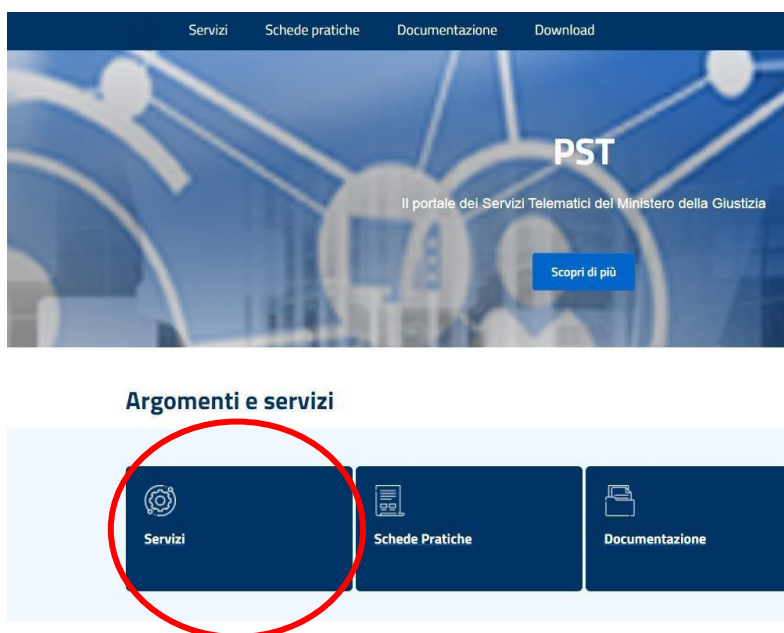 Servizi Schede pratiche Documentazione Download
PST
Il portale dei Servizi Telematici del Ministero della Giustizia
Scopri di più
Argomenti e servizi
Servizi Schede Pratiche Documentazione